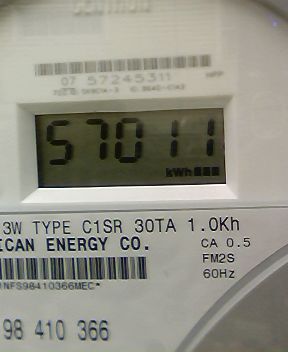 07 57245311
57011
kWh
3W TYPE C1SR 30TA 1.0Kh
ICAN ENERGY CO. CA 0.5
FM2S
60Hz
NFS98410366MEC*
98 410 366